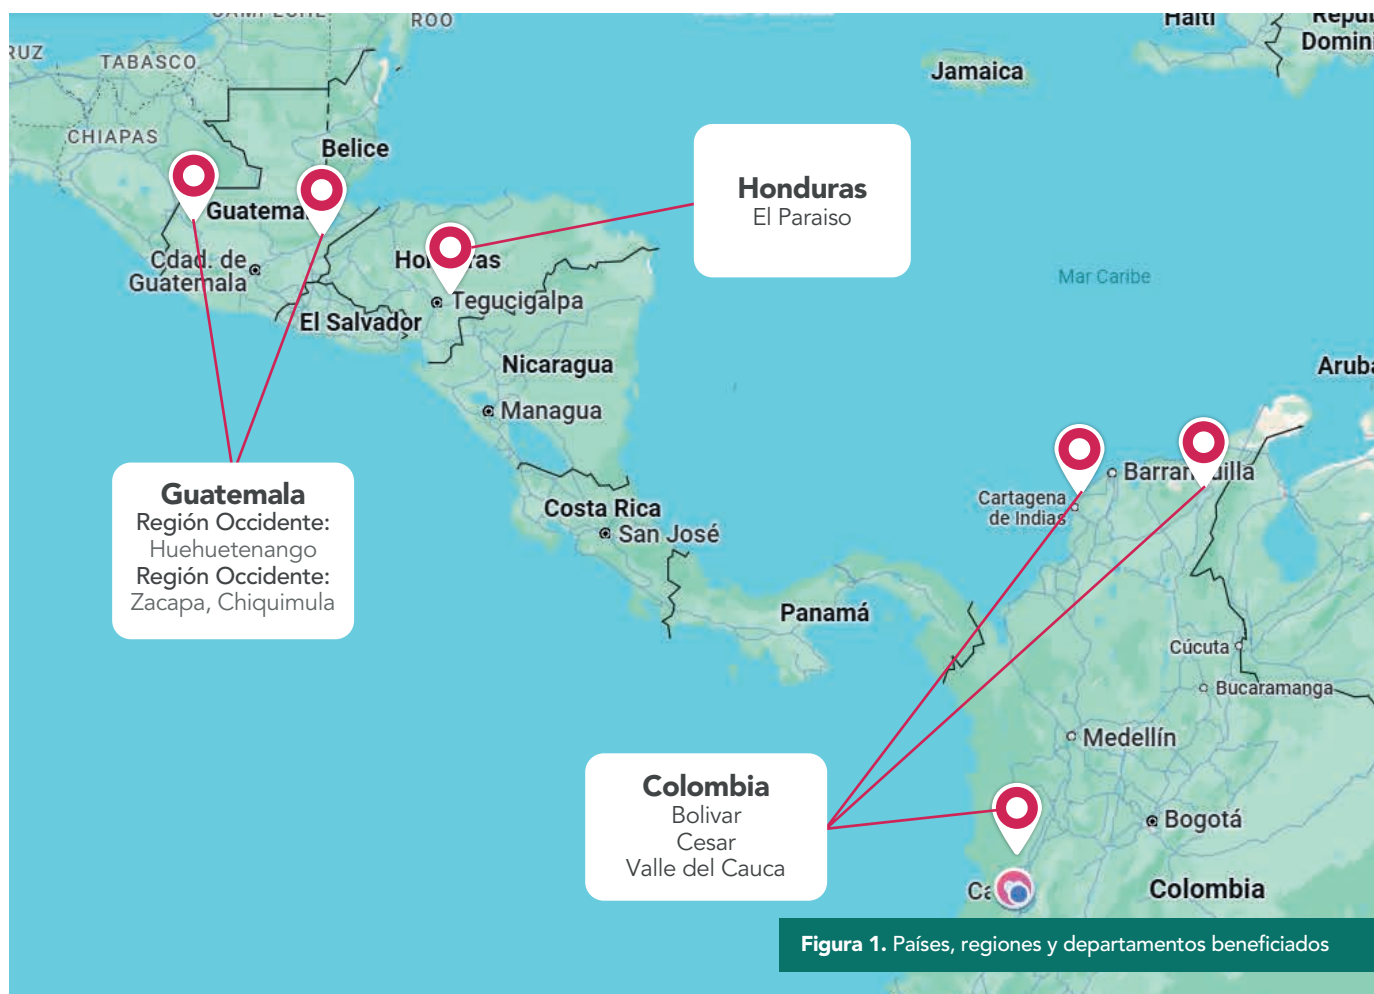 ROO
TABASCO
CHIAPAS
Belice
Jamaica
Haití
Guatema
Cdad. de
Guatemala
Honduras
El Paraiso
Mar Caribe
Tegucigalpa
El Salvador
Nicaragua
Managua
Guatemala
Región Occidente:
Huehuetenango
Región Occidente:
Zacapa, Chiquimula
Costa Rica
San José
Panamá
Cartagena
de Indias
Cúcuta
Bucaramanga
Medellín
Bogotá
Colombia
Bolivar
Cesar
Valle del Cauca
Colombia
Figura 1. Países, regiones y departamentos beneficiados